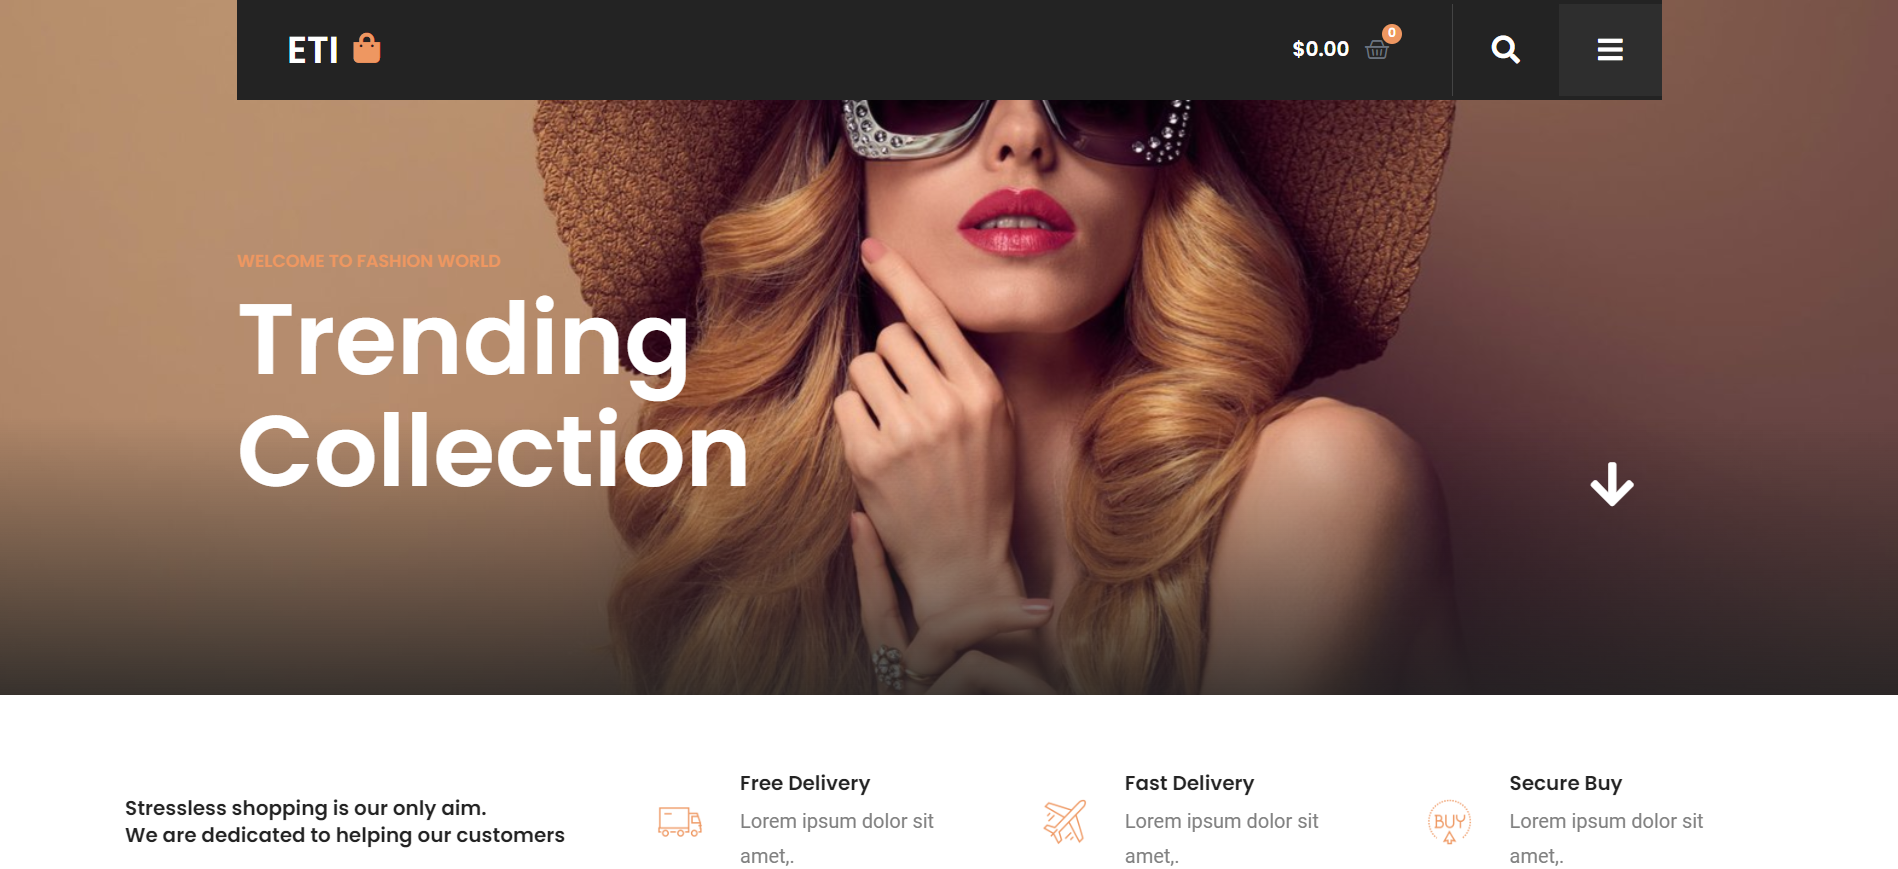 ETI
$0.00
0
WELCOME TO FASHION WORLD
Trending
Collection
Stressless shopping is our only aim.
We are dedicated to helping our customers
Free Delivery
Lorem ipsum dolor sit
amet,.
Fast Delivery
Lorem ipsum dolor sit
amet,.
BUY
Secure Buy
Lorem ipsum dolor sit
amet,.